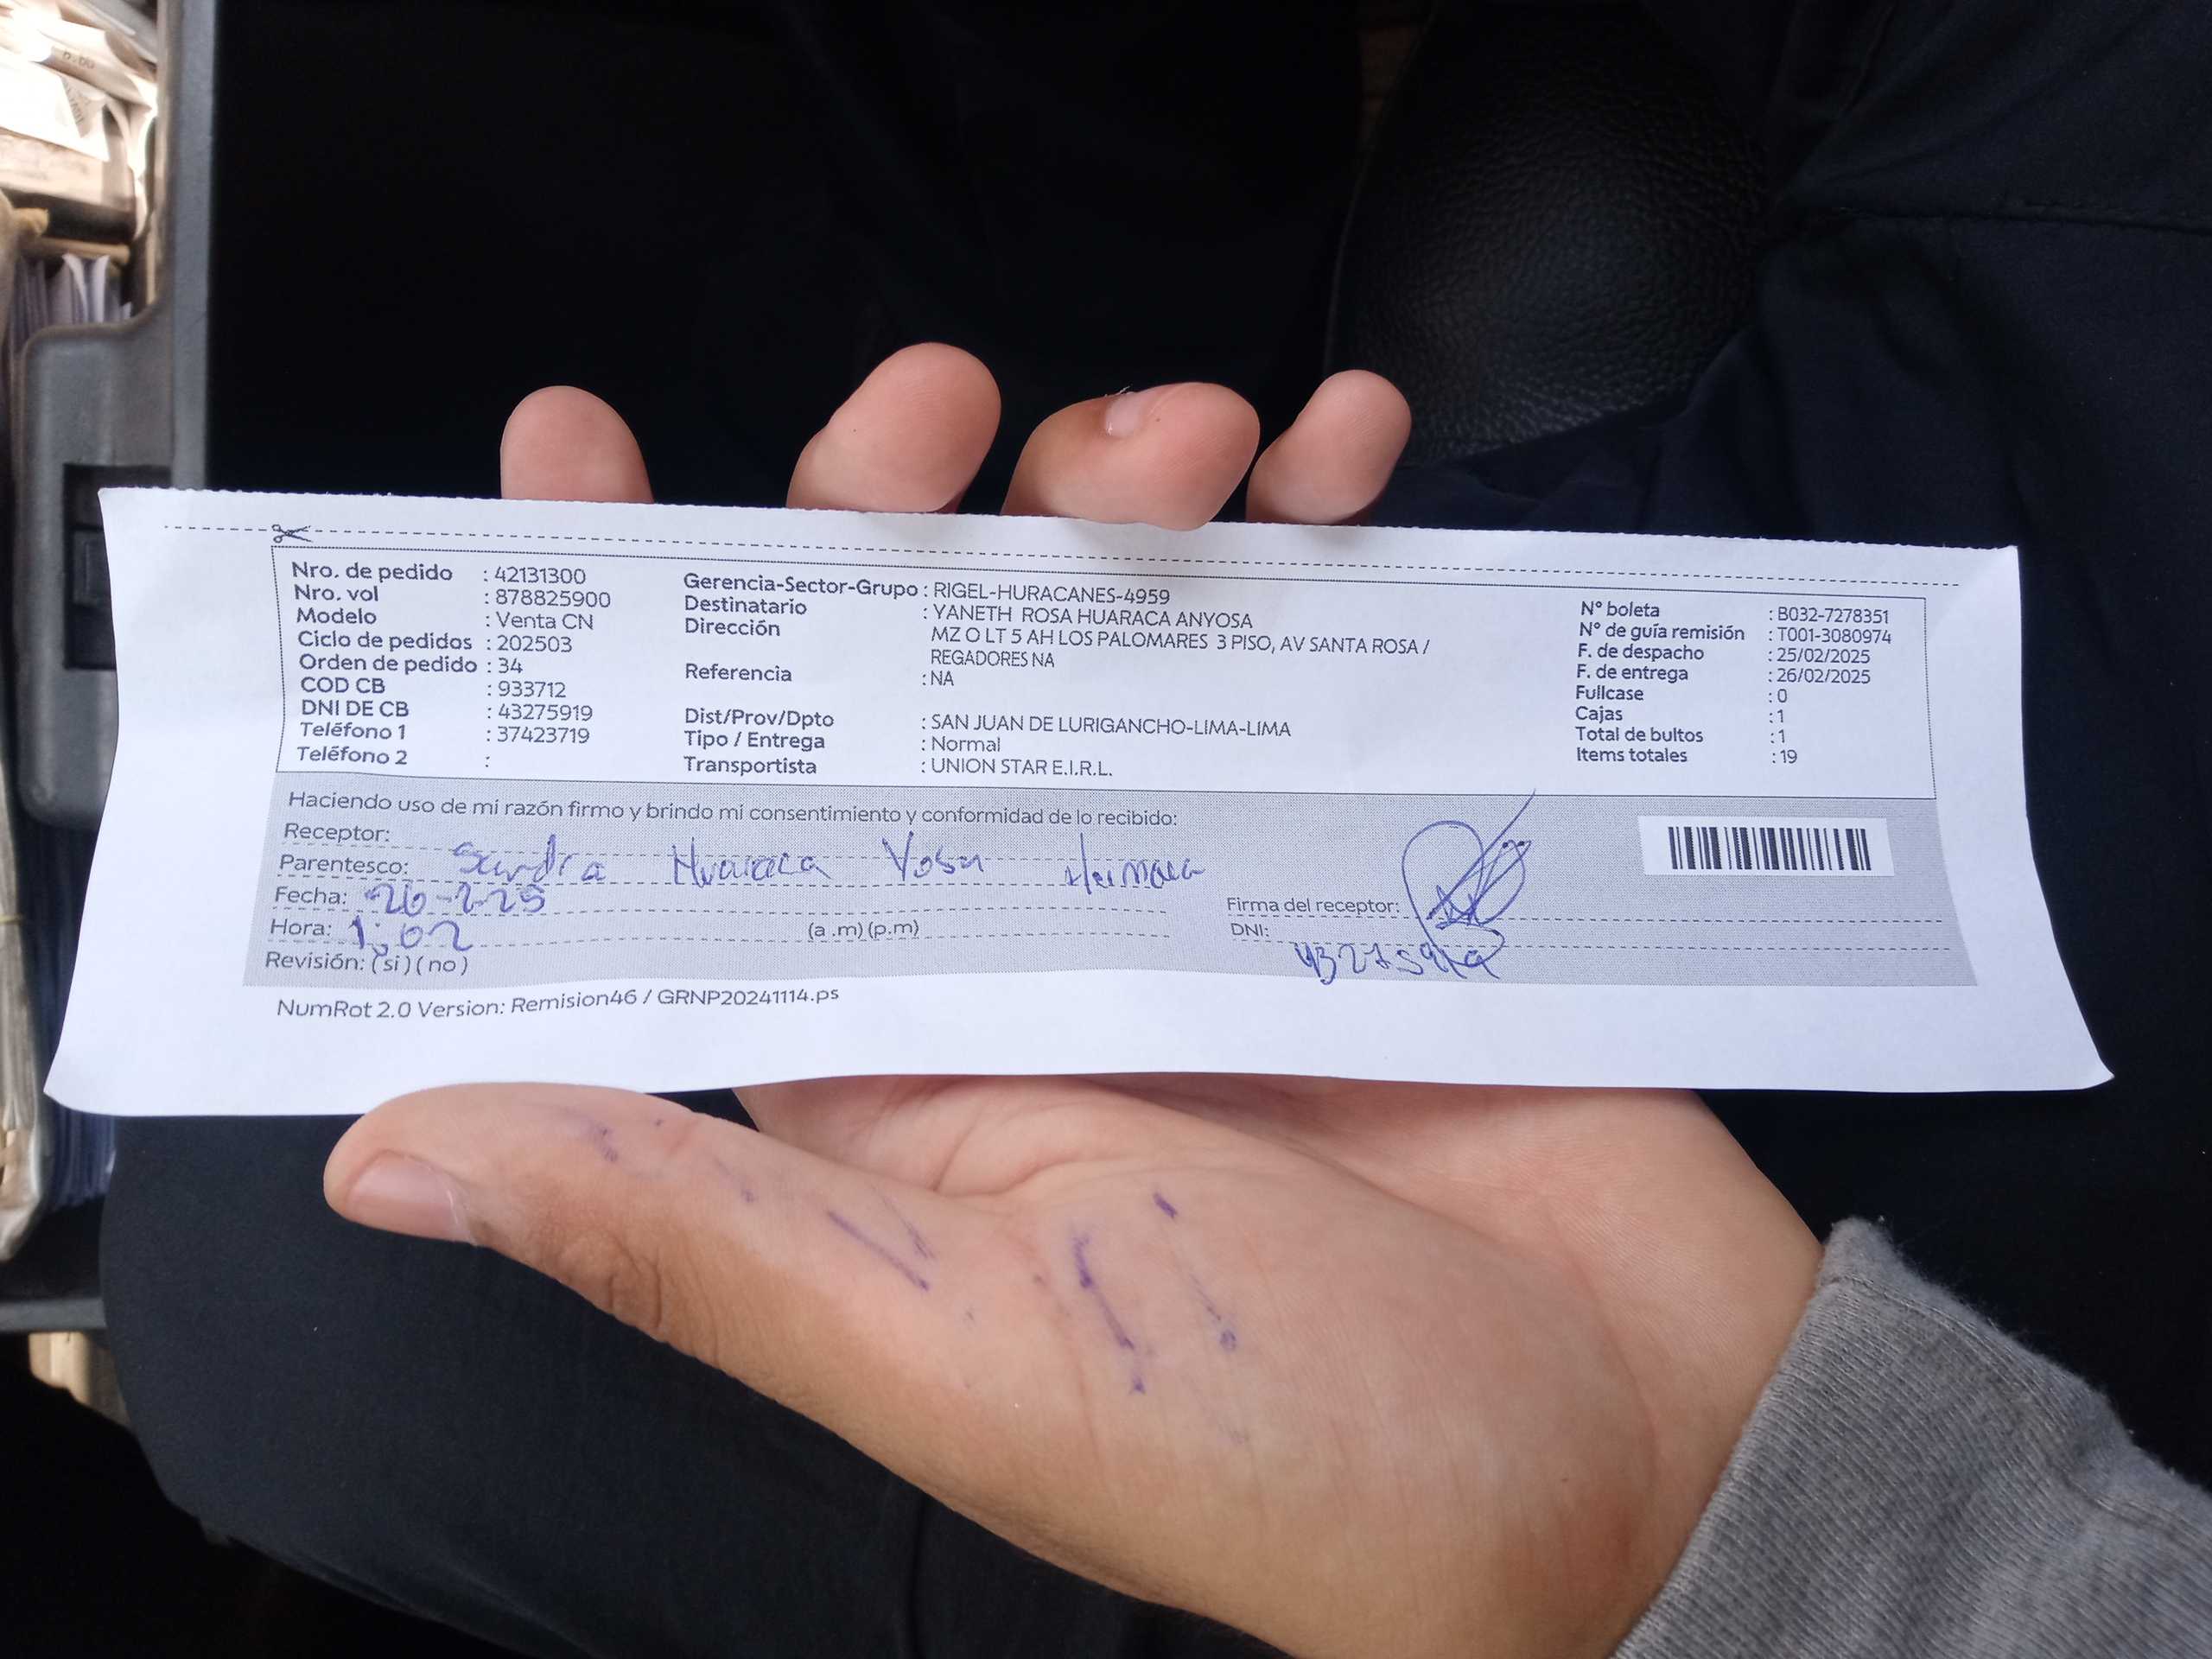 Nro. de pedido : 42131300
Nro. vol : 878825900
Modelo : Venta CN
Ciclo de pedidos : 202503
Orden de pedido : 34
COD CB : 933712
DNI DE CB : 43275919
Teléfono 1 : 37423719
Teléfono 2 :
Gerencia-Sector-Grupo : RIGEL-HURACANES-4959
Destinatario : YANETH ROSA HUARACA ANYOSA
Dirección MZ O LT 5 AH LOS PALOMARES 3 PISO, AV SANTA ROSA /
REGADORES NA
Referencia : NA
Dist/Prov/Dpto : SAN JUAN DE LURIGANCHO-LIMA-LIMA
Tipo / Entrega : Normal
Transportista : UNION STAR E.I.R.L.
N° boleta : B032-7278351
N° de guía remisión : T001-3080974
F. de despacho : 25/02/2025
F. de entrega : 26/02/2025
Fullcase : 0
Cajas : 1
Total de bultos : 1
Items totales : 19
Haciendo uso de mi razón firmo y brindo mi consentimiento y conformidad de lo recibido:
Receptor:
Parentesco: Sandra Huaraca
Fecha: 26-2-25
Hora: 1:02 (a .m) (p.m)
Revisión: (si) (no)
Firma del receptor:
DNI: 43275919
NumRot 2.0 Version: Remision46 / GRNP20241114.ps